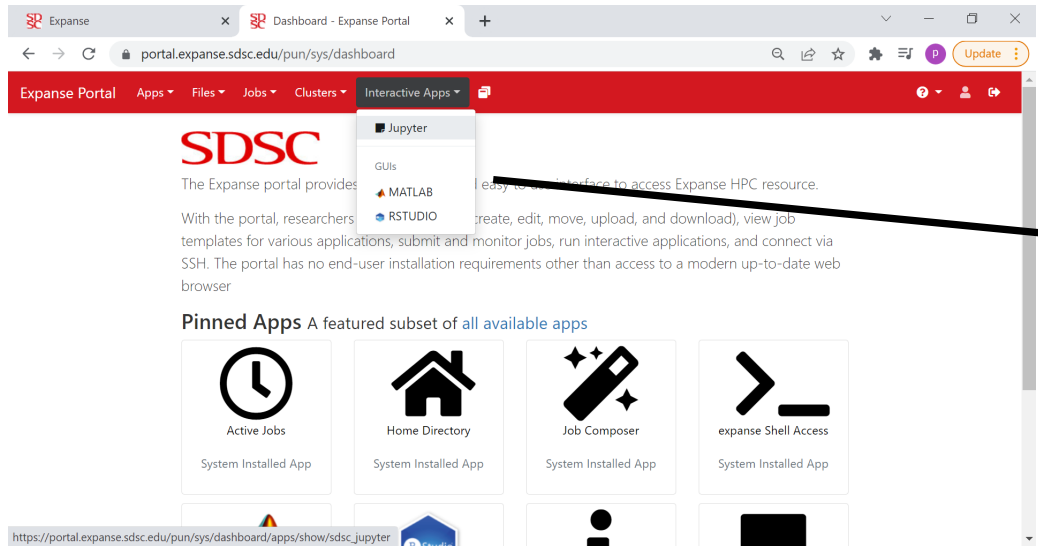 Expanse
Dashboard - Expanse Portal
portal.expanse.sdsc.edu/pun/sys/dashboard
P
Update
Expanse Portal Apps Files Jobs Clusters Interactive Apps
Jupyter
GUIs
MATLAB
RSTUDIO
SDSC
The Expanse portal provides easy to use interface to access Expanse HPC resource.
With the portal, researchers create, edit, move, upload, and download), view job
templates for various applications, submit and monitor jobs, run interactive applications, and connect via
SSH. The portal has no end-user installation requirements other than access to a modern up-to-date web
browser
Pinned Apps A featured subset of all available apps
Active Jobs
System Installed App
Home Directory
System Installed App
Job Composer
System Installed App
expanse Shell Access
System Installed App
https://portal.expanse.sdsc.edu/pun/sys/dashboard/apps/show/sdsc_jupyter